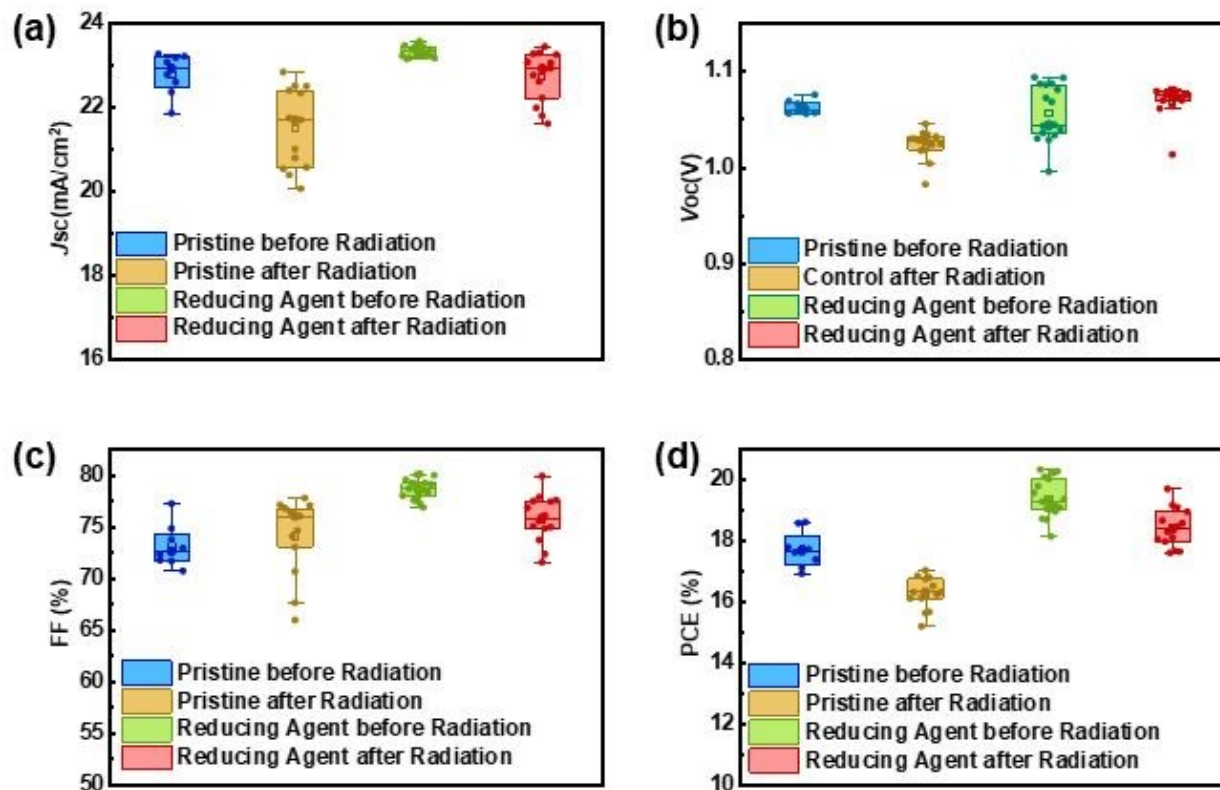 (a)
24
22
20
18
16
Jsc(mA/cm²)
Pristine before Radiation
Pristine after Radiation
Reducing Agent before Radiation
Reducing Agent after Radiation
(b)
1.1
1.0
0.9
0.8
Voc(V)
Pristine before Radiation
Control after Radiation
Reducing Agent before Radiation
Reducing Agent after Radiation
(c)
80
75
70
65
60
55
50
FF (%)
Pristine before Radiation
Pristine after Radiation
Reducing Agent before Radiation
Reducing Agent after Radiation
(d)
20
18
16
14
12
10
PCE (%)
Pristine before Radiation
Pristine after Radiation
Reducing Agent before Radiation
Reducing Agent after Radiation